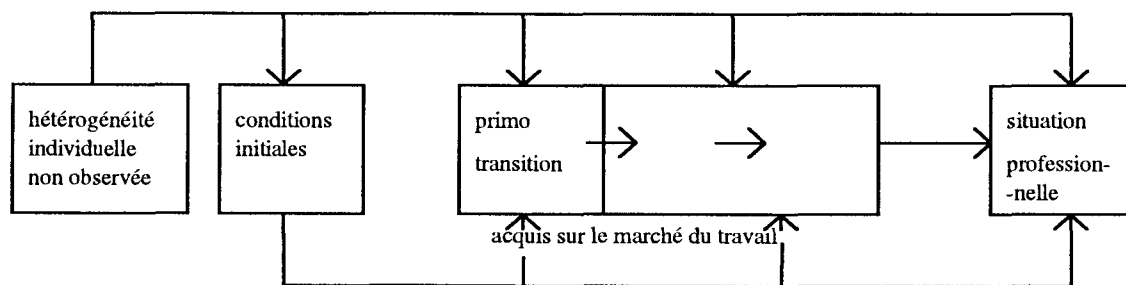 hétérogénéité
individuelle
non observée
conditions
initiales
primo
transition
situation
profession-
-nelle
acquis sur le marché du travail